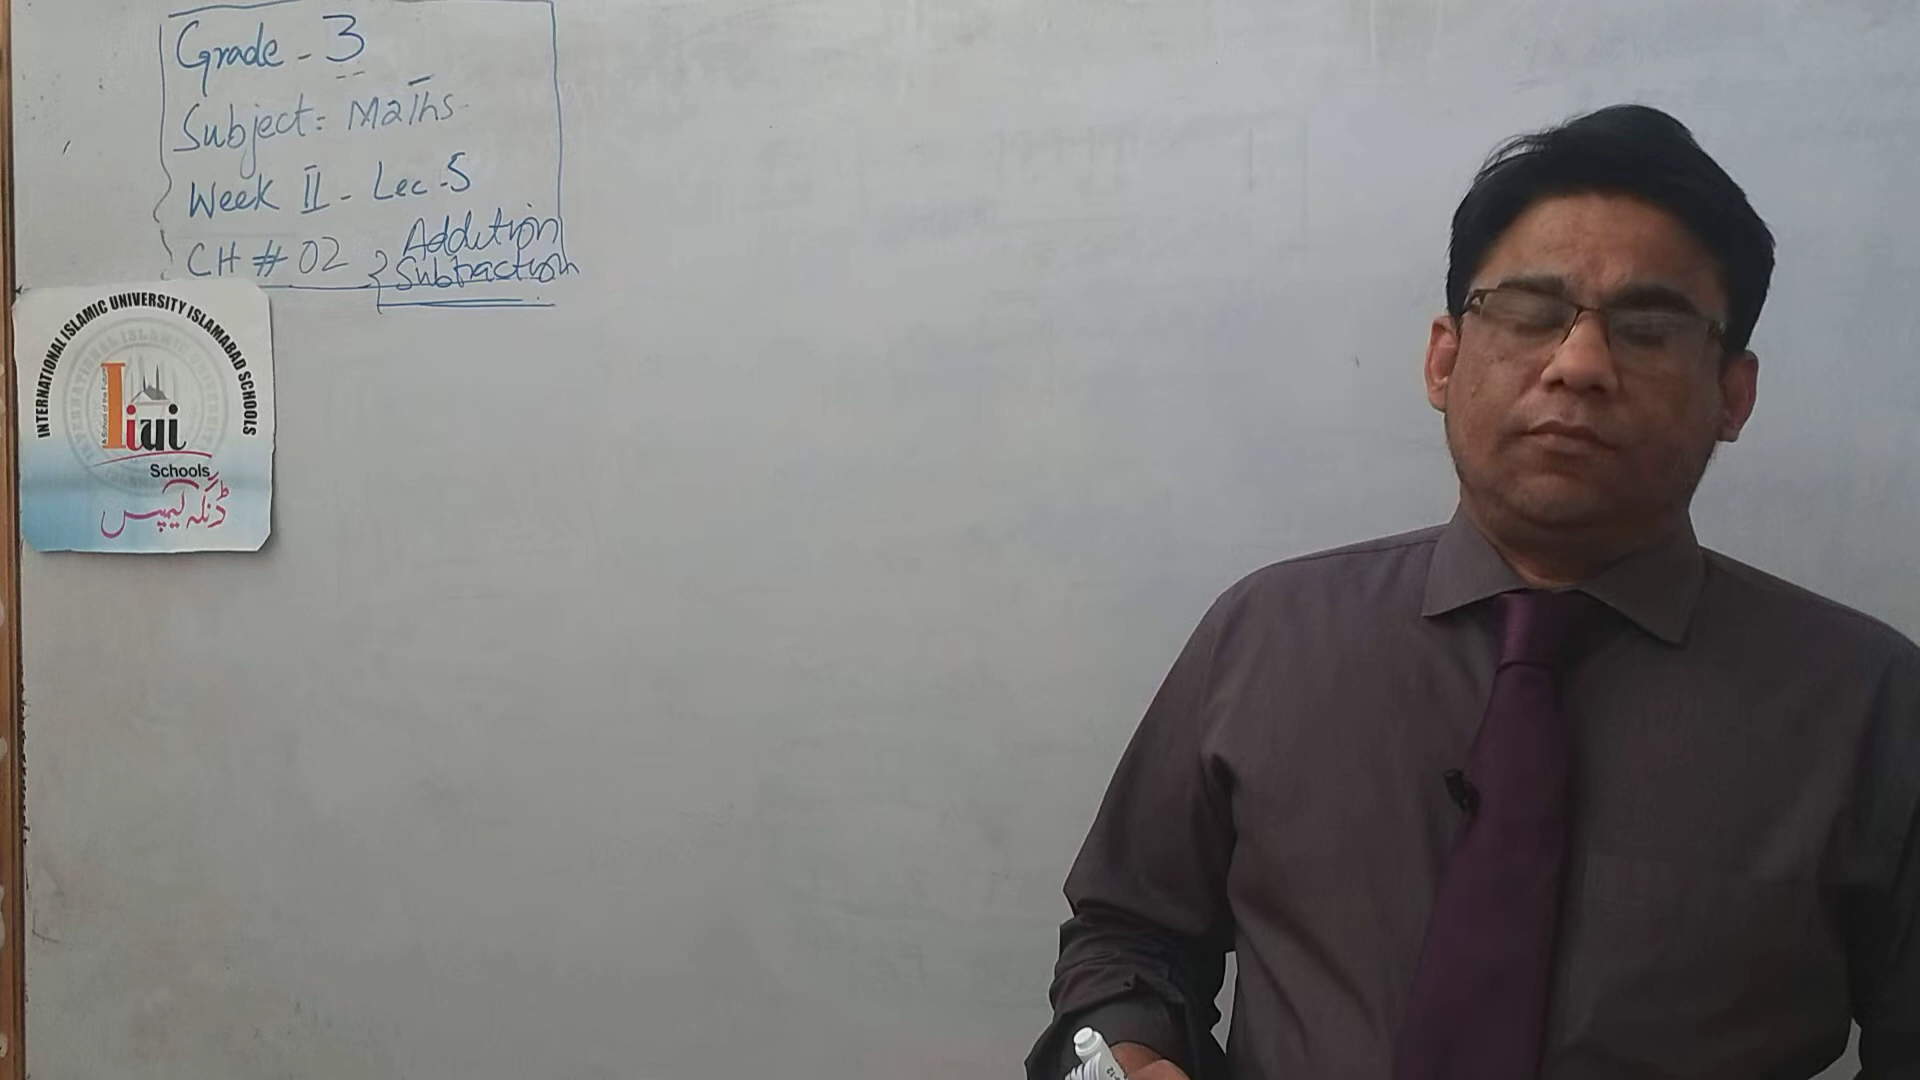 Grade - 3
Subject: Maths
Week II - Lec-5
CH # 02 { Addition
Subtraction
INTERNATIONAL ISLAMIC UNIVERSITY ISLAMABAD SCHOOLS
iiui
Schools
ڈنگہ کیمپس